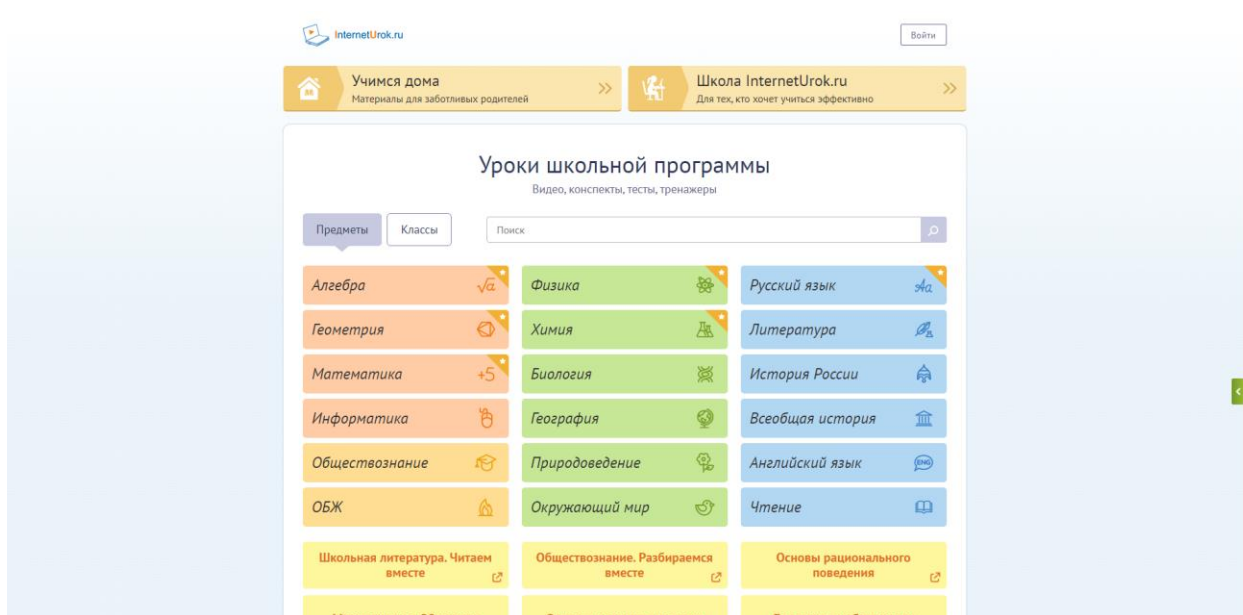 InternetUrok.ru
Войти
Учимся дома
Материалы для заботливых родителей
Школа InternetUrok.ru
Для тех, кто хочет учиться эффективно
Уроки школьной программы
Видео, конспекты, тесты, тренажеры
Предметы
Классы
Поиск
Алгебра
√a
Физика
Русский язык
Aa
Геометрия
Химия
Литература
Математика
+5
Биология
История России
Информатика
География
Всеобщая история
Обществознание
Природоведение
Английский язык
ENG
ОБЖ
Окружающий мир
Чтение
Школьная литература. Читаем
вместе
Обществознание. Разбираемся
вместе
Основы рационального
поведения